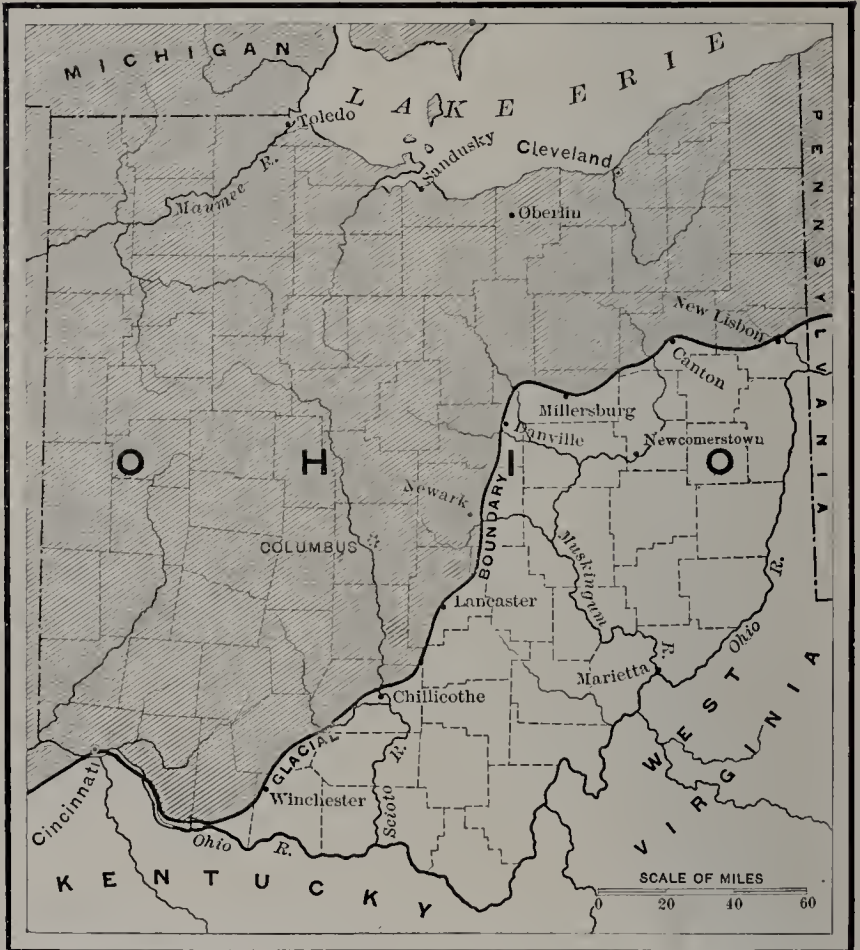 MICHIGAN
LAKE ERIE
Toledo
Maumee R.
Sandusky
Cleveland
Oberlin
PENNSYLVANIA
New Lisbon
Canton
Millersburg
Danville
Newcomerstown
OHIO
Newark
BOUNDARY
COLUMBUS
Muskingum R.
Lancaster
Ohio R.
Marietta
Chillicothe
WEST VIRGINIA
GLACIAL
Winchester
Scioto R.
Cincinnati
Ohio R.
KENTUCKY
SCALE OF MILES
0 20 40 60